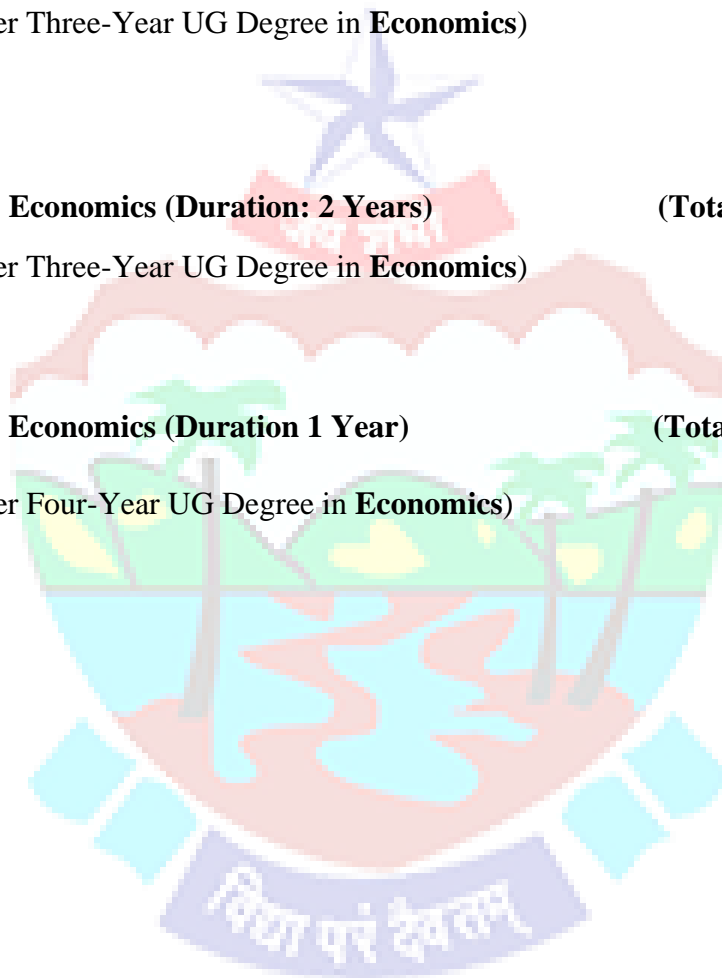 er Three-Year UG Degree in Economics)
Economics (Duration: 2 Years) (Tota
er Three-Year UG Degree in Economics)
Economics (Duration 1 Year) (Tota
er Four-Year UG Degree in Economics)
विद्या परं दैवतम्